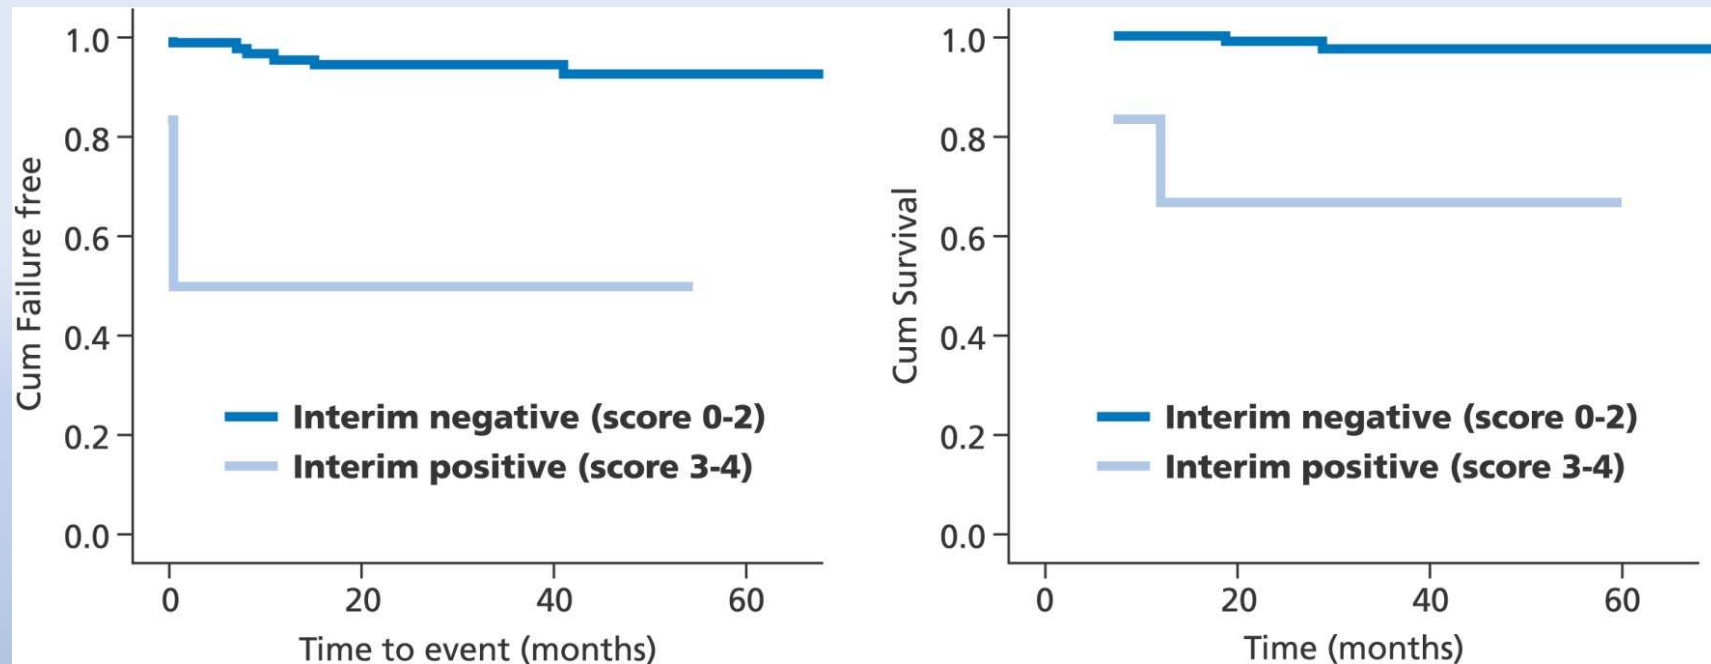 Cum Failure free
1.0
0.8
0.6
0.4
0.2
0.0
Interim negative (score 0-2)
Interim positive (score 3-4)
0 20 40 60
Time to event (months)
Cum Survival
1.0
0.8
0.6
0.4
0.2
0.0
Interim negative (score 0-2)
Interim positive (score 3-4)
0 20 40 60
Time (months)